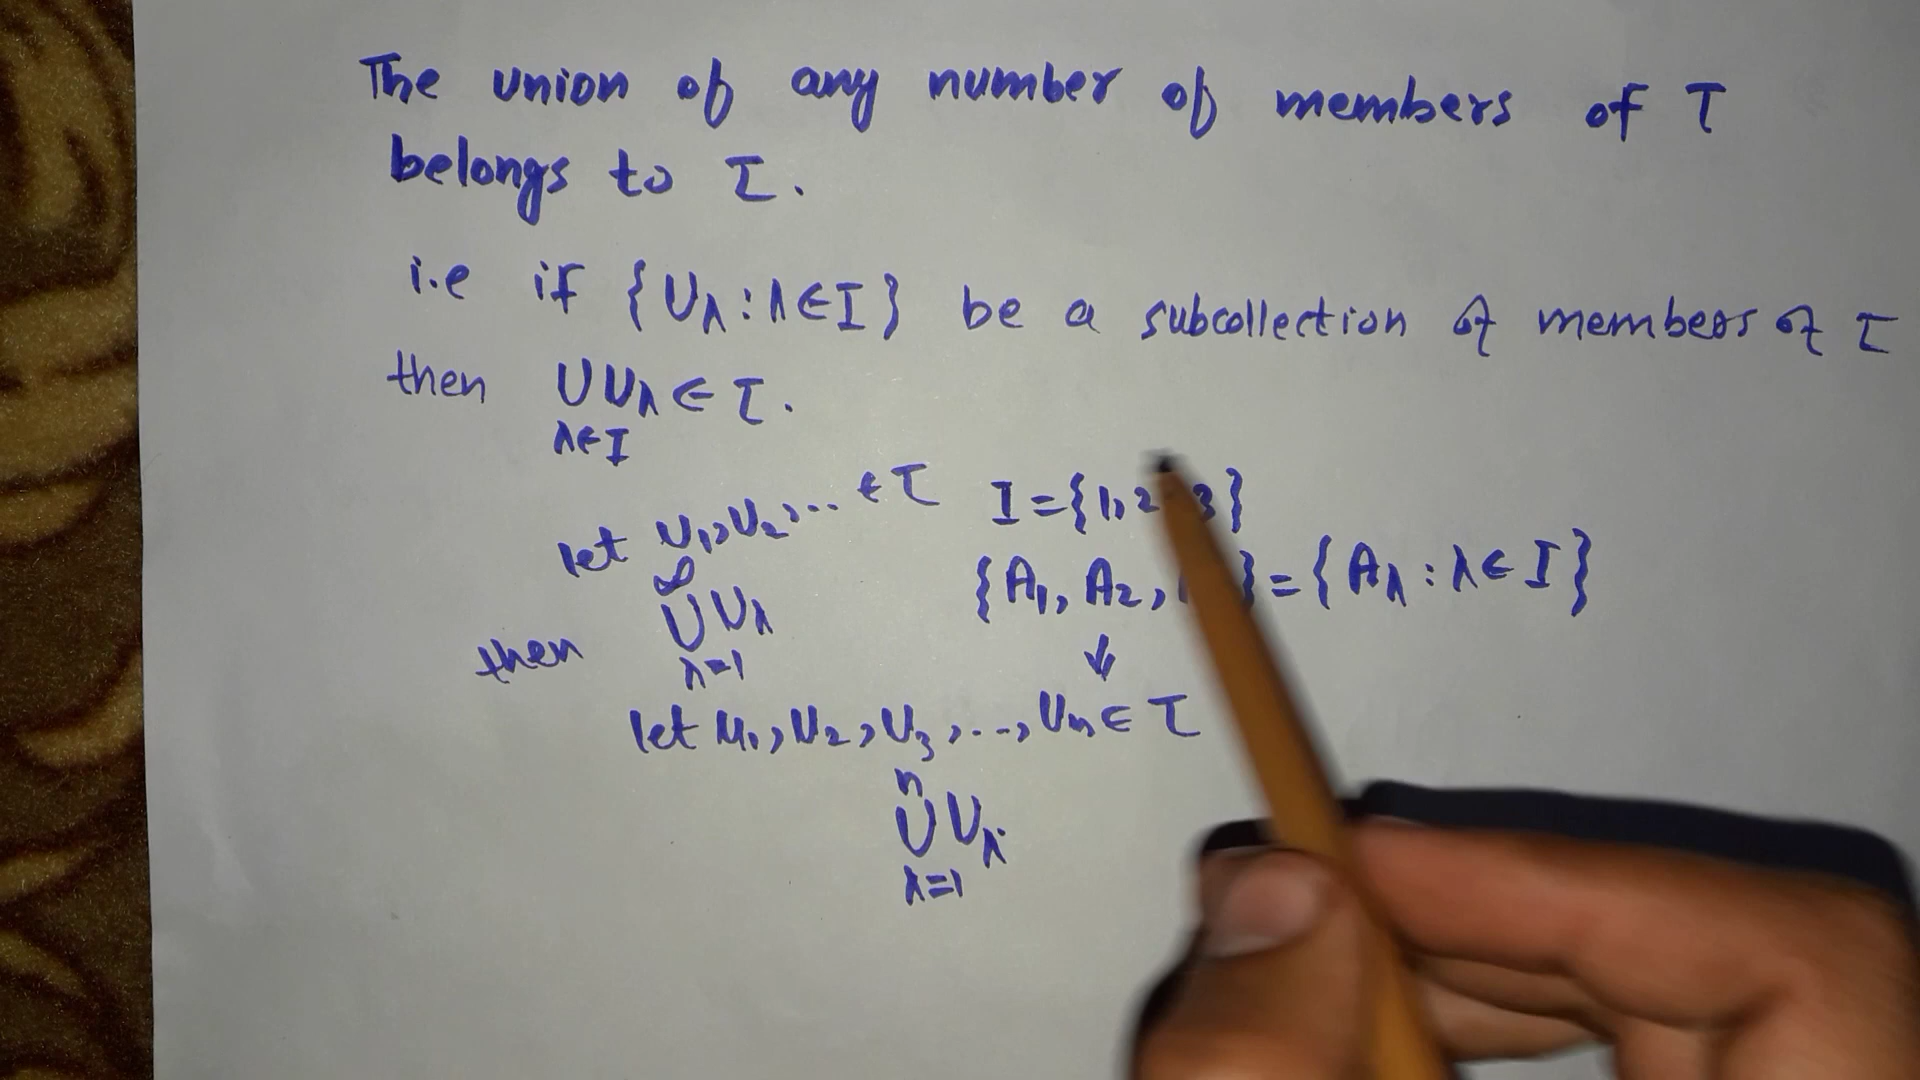 The union of any number of members of τ
belongs to τ.
i.e if {Uλ : λ∈I} be a subcollection of members of τ
then ∪Uλ ∈ τ.
λ∈I
let U₁, U₂, ... ∈ τ
I = {1, 2 3}
∞
then ∪Uλ
λ=1
{A₁, A₂, } = {Aλ : λ∈I}
↓
let U₁, U₂, U₃, ..., Uₙ ∈ τ
n
∪Uλ
λ=1